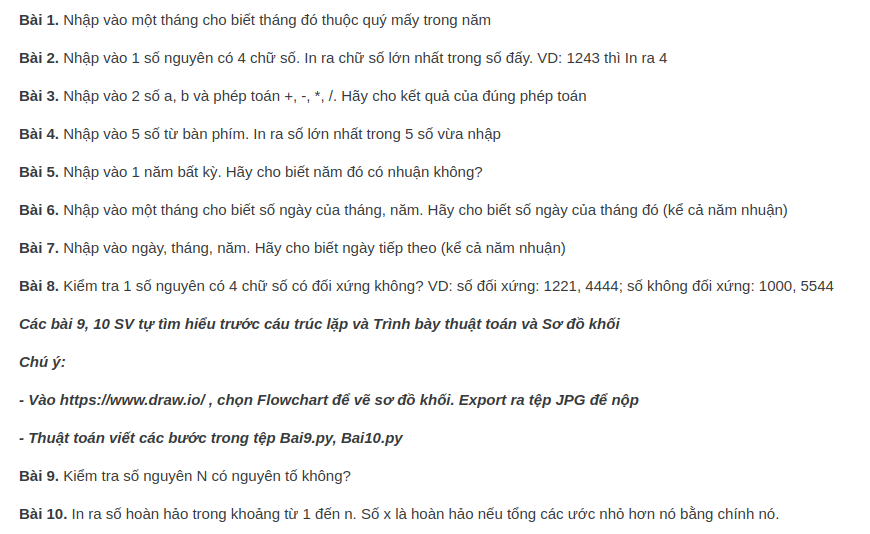 Bài 1. Nhập vào một tháng cho biết tháng đó thuộc quý mấy trong năm
Bài 2. Nhập vào 1 số nguyên có 4 chữ số. In ra chữ số lớn nhất trong số đấy. VD: 1243 thì In ra 4
Bài 3. Nhập vào 2 số a, b và phép toán +, -, *, /. Hãy cho kết quả của đúng phép toán
Bài 4. Nhập vào 5 số từ bàn phím. In ra số lớn nhất trong 5 số vừa nhập
Bài 5. Nhập vào 1 năm bất kỳ. Hãy cho biết năm đó có nhuận không?
Bài 6. Nhập vào một tháng cho biết số ngày của tháng, năm. Hãy cho biết số ngày của tháng đó (kể cả năm nhuận)
Bài 7. Nhập vào ngày, tháng, năm. Hãy cho biết ngày tiếp theo (kể cả năm nhuận)
Bài 8. Kiểm tra 1 số nguyên có 4 chữ số có đối xứng không? VD: số đối xứng: 1221, 4444; số không đối xứng: 1000, 5544
Các bài 9, 10 SV tự tìm hiểu trước cáu trúc lặp và Trình bày thuật toán và Sơ đồ khối
Chú ý:
- Vào https://www.draw.io/ , chọn Flowchart để vẽ sơ đồ khối. Export ra tệp JPG để nộp
- Thuật toán viết các bước trong tệp Bai9.py, Bai10.py
Bài 9. Kiểm tra số nguyên N có nguyên tố không?
Bài 10. In ra số hoàn hảo trong khoảng từ 1 đến n. Số x là hoàn hảo nếu tổng các ước nhỏ hơn nó bằng chính nó.